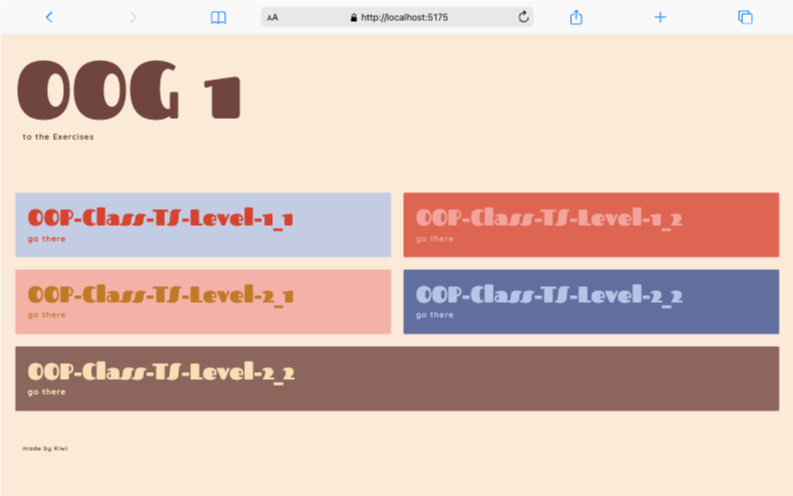 AA http://localhost:5175
OOG 1
to the Exercises
OOP-Class-TS-Level-1_1
go there
OOP-Class-TS-Level-1_2
go there
OOP-Class-TS-Level-2_1
go there
OOP-Class-TS-Level-2_2
go there
OOP-Class-TS-Level-2_2
go there
made by Kiwi